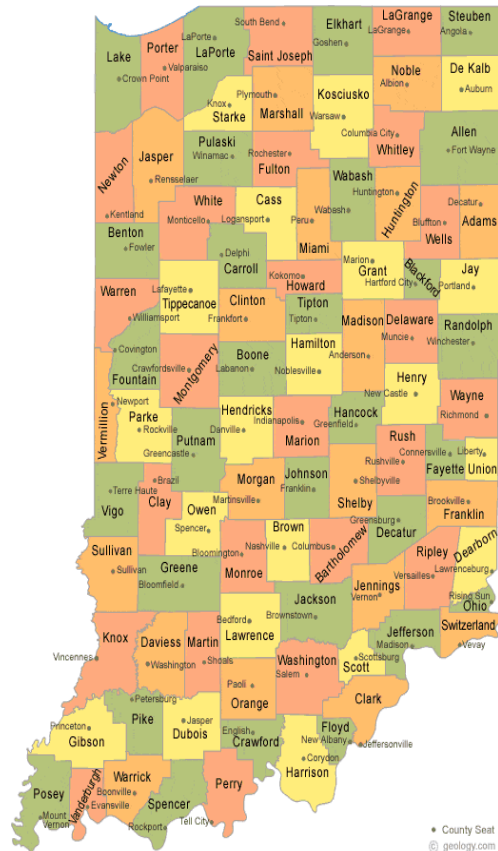 South Bend
Elkhart
LaGrange
Steuben
LaPorte
Porter
LaPorte
Goshen
LaGrange
Angola
Lake
Valparaiso
Saint Joseph
Crown Point
Noble
De Kalb
Kosciusko
Plymouth
Albion
Auburn
Knox
Starke
Marshall
Warsaw
Columbia City
Allen
Pulaski
Whitley
Fort Wayne
Jasper
Winamac
Rochester
Fulton
Wabash
Newton
Rensselaer
Huntington
Huntington
White
Cass
Decatur
Kentland
Monticello
Logansport
Peru
Wabash
Bluffton
Adams
Benton
Wells
Fowler
Delphi
Miami
Marion
Carroll
Kokomo
Grant
Blackford
Jay
Warren
Lafayette
Howard
Hartford City
Portland
Tippecanoe
Clinton
Tipton
Madison
Delaware
Williamsport
Frankfort
Tipton
Muncie
Randolph
Covington
Boone
Hamilton
Anderson
Winchester
Crawfordsville
Montgomery
Labanon
Noblesville
Henry
Fountain
New Castle
Wayne
Vermillion
Newport
Parke
Hendricks
Indianapolis
Hancock
Richmond
Rockville
Putnam
Danville
Greenfield
Rush
Connersville
Liberty
Greencastle
Marion
Rushville
Fayette
Union
Brazil
Morgan
Johnson
Shelbyville
Terre Haute
Clay
Martinsville
Franklin
Shelby
Brookville
Vigo
Owen
Franklin
Spencer
Brown
Greensburg
Decatur
Sullivan
Bloomington
Nashville
Columbus
Bartholomew
Ripley
Dearborn
Sullivan
Greene
Monroe
Versailles
Lawrenceburg
Bloomfield
Jennings
Rising Sun
Jackson
Vernon
Ohio
Bedford
Brownstown
Knox
Daviess
Martin
Lawrence
Jefferson
Switzerland
Madison
Vevay
Vincennes
Washington
Shoals
Washington
Scottsburg
Scott
Paoli
Salem
Petersburg
Orange
Clark
Princeton
Pike
Jasper
English
Floyd
Gibson
Dubois
Crawford
New Albany
Jeffersonville
Corydon
Harrison
Posey
Vanderburgh
Warrick
Perry
Boonville
Spencer
Mount
Vernon
Evansville
Tell City
Rockport
County Seat
© geology.com